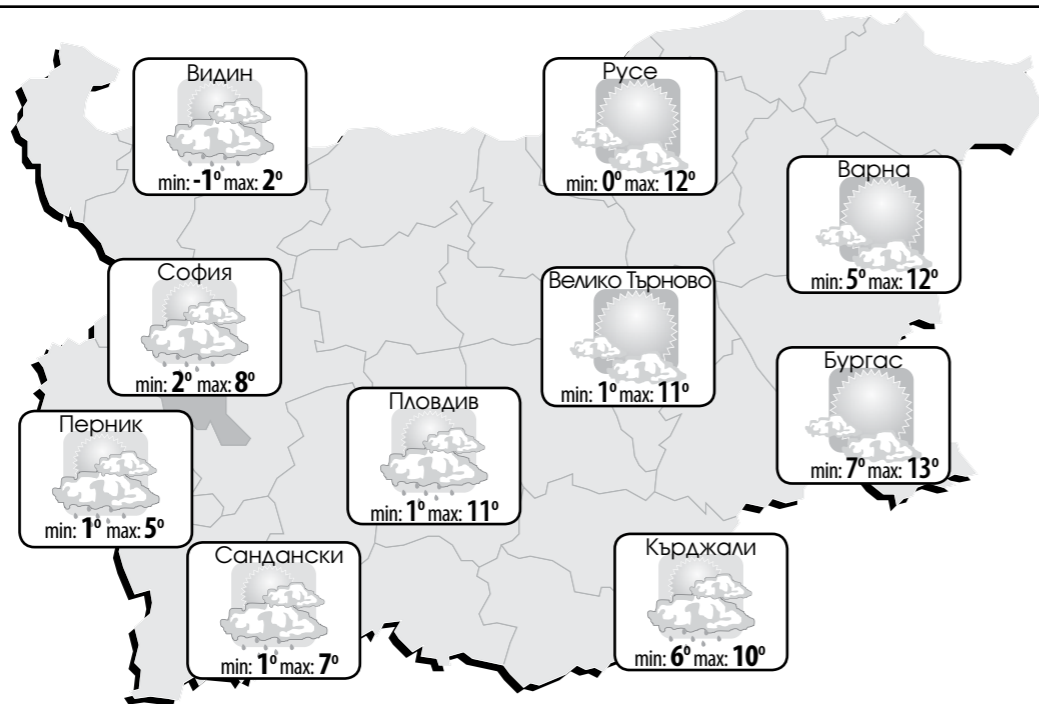 Видин
min: -1° max: 2°
Русе
min: 0° max: 12°
Варна
min: 5° max: 12°
София
min: 2° max: 8°
Велико Търново
min: 1° max: 11°
Бургас
min: 7° max: 13°
Пловдив
min: 1° max: 11°
Перник
min: 1° max: 5°
Сандански
min: 1° max: 7°
Кърджали
min: 6° max: 10°